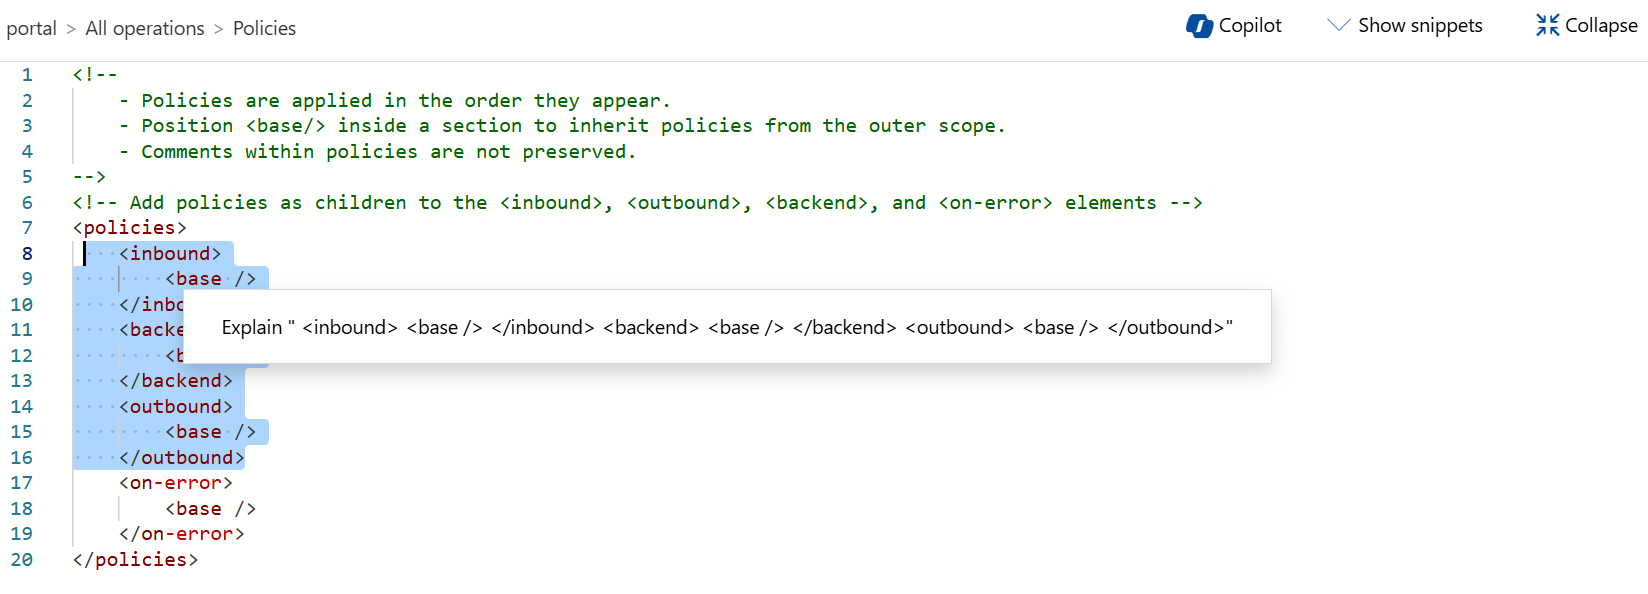 portal > All operations > Policies
Copilot
Show snippets
Collapse
1 <!--
2 - Policies are applied in the order they appear.
3 - Position <base/> inside a section to inherit policies from the outer scope.
4 - Comments within policies are not preserved.
5 -->
6 <!-- Add policies as children to the <inbound>, <outbound>, <backend>, and <on-error> elements -->
7 <policies>
8 <inbound>
9 <base />
10 </inbo
Explain " <inbound> <base /> </inbound> <backend> <base /> </backend> <outbound> <base /> </outbound>"
11 <backe
12 <b
13 </backend>
14 <outbound>
15 <base />
16 </outbound>
17 <on-error>
18 <base />
19 </on-error>
20 </policies>